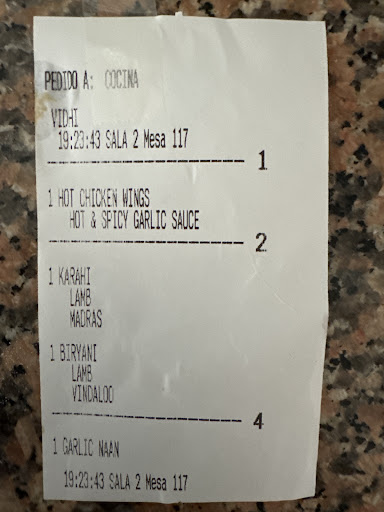 PEDIDO A: COCINA
VIDHI
19:23:43 SALA 2 Mesa 117
---------------------------- 1
1 HOT CHICKEN WINGS
HOT & SPICY GARLIC SAUCE
---------------------------- 2
1 KARAHI
LAMB
MADRAS
1 BIRYANI
LAMB
VINDALOO
---------------------------- 4
1 GARLIC NAAN
19:23:43 SALA 2 Mesa 117